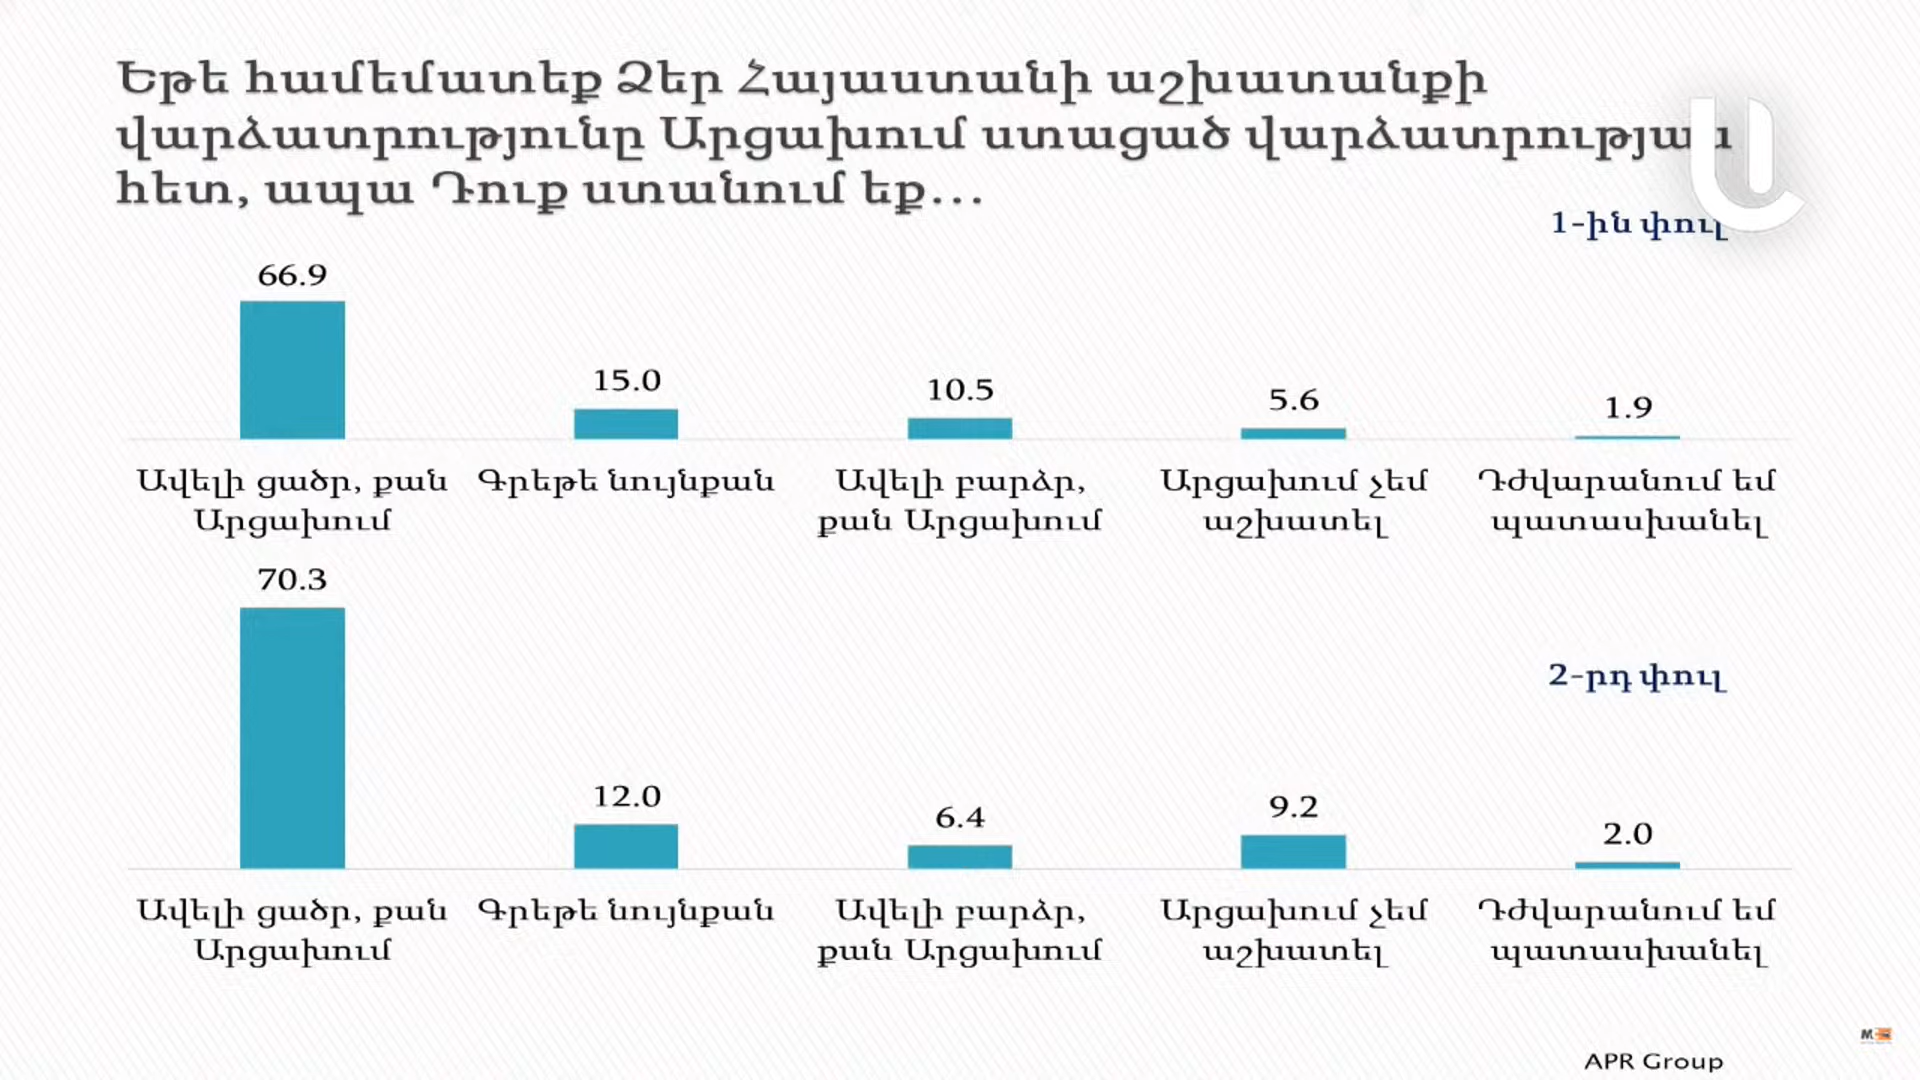 Եթե համեմատեք Ձեր Հայաստանի աշխատանքի
վարձատրությունը Արցախում ստացած վարձատրության
հետ, ապա Դուք ստանում եք...
1-ին փուլ
66.9
15.0
10.5
5.6
1.9
Ավելի ցածր, քան
Արցախում
Գրեթե նույնքան
Ավելի բարձր,
քան Արցախում
Արցախում չեմ
աշխատել
Դժվարանում եմ
պատասխանել
70.3
2-րդ փուլ
12.0
6.4
9.2
2.0
Ավելի ցածր, քան
Արցախում
Գրեթե նույնքան
Ավելի բարձր,
քան Արցախում
Արցախում չեմ
աշխատել
Դժվարանում եմ
պատասխանել
APR Group